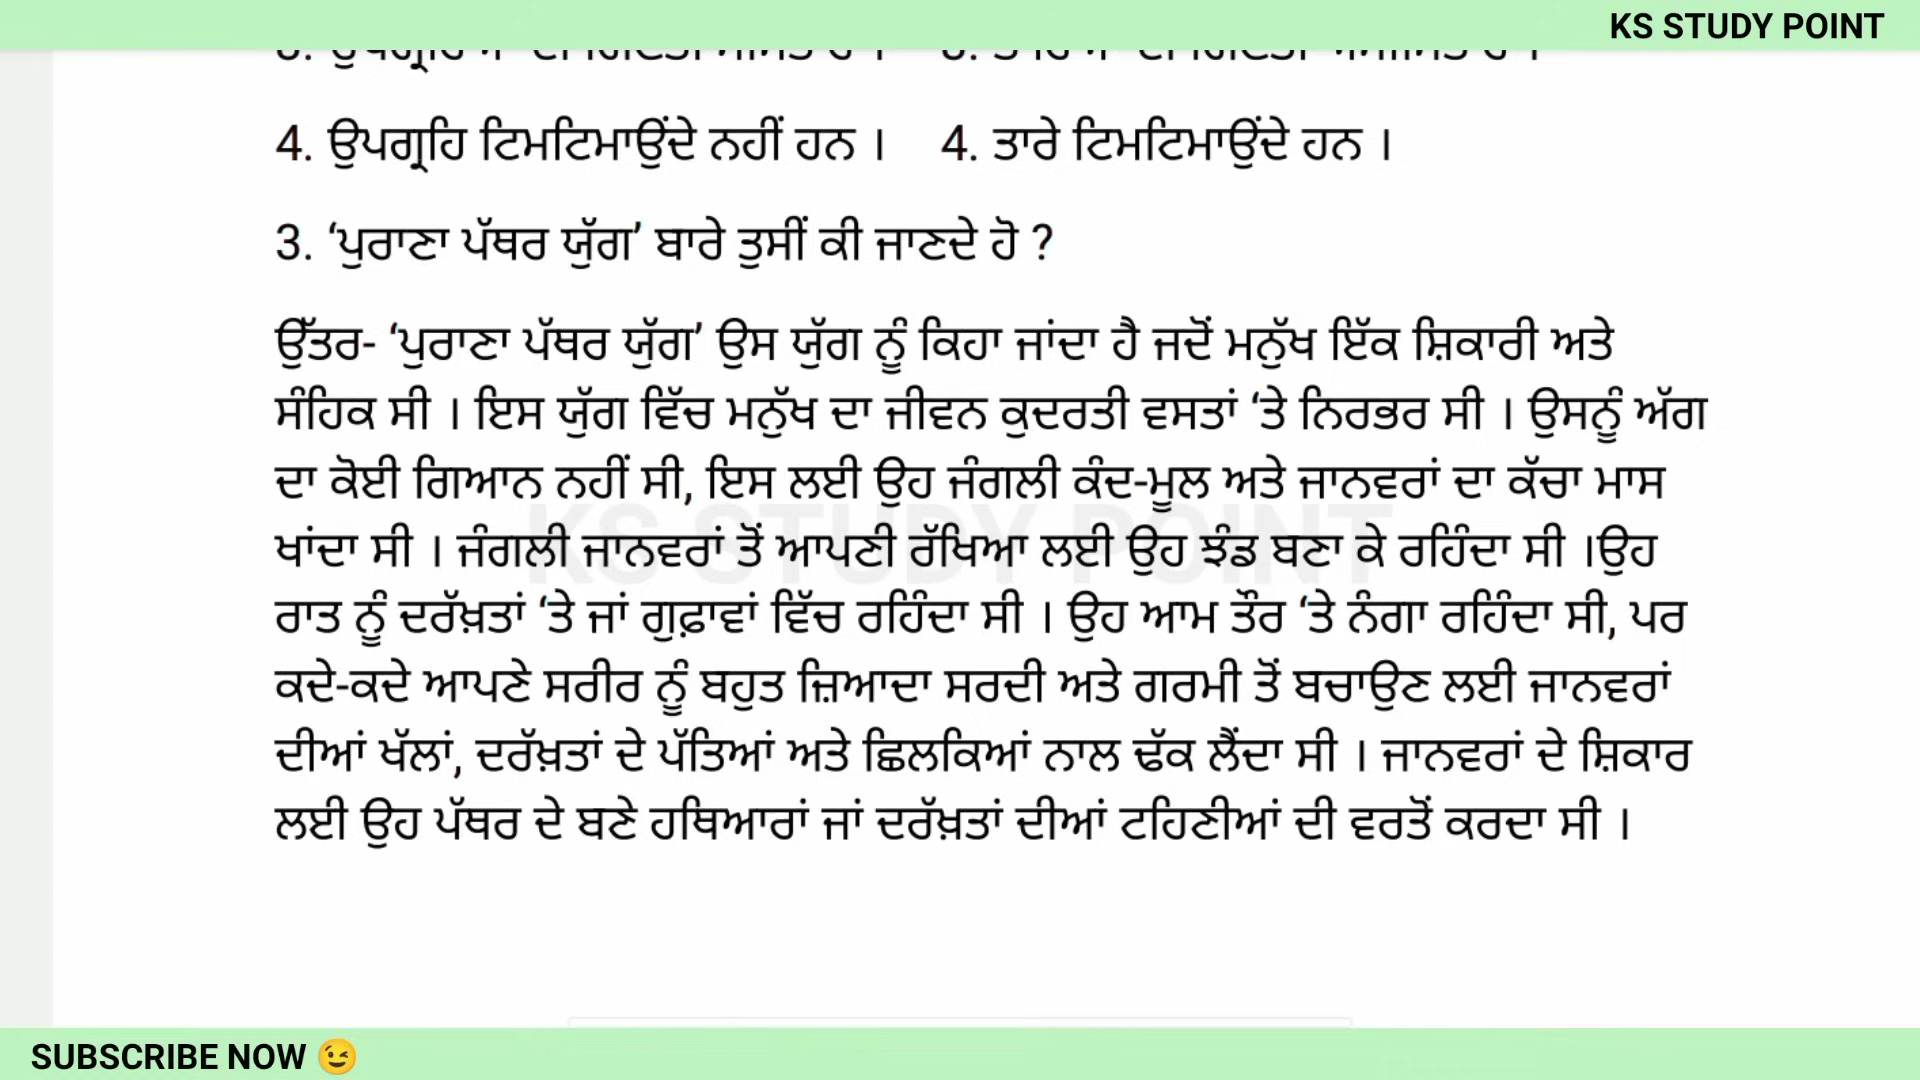 KS STUDY POINT
4. ਉਪਗ੍ਰਹਿ ਟਿਮਟਿਮਾਉਂਦੇ ਨਹੀਂ ਹਨ । 4. ਤਾਰੇ ਟਿਮਟਿਮਾਉਂਦੇ ਹਨ ।
3. ‘ਪੁਰਾਣਾ ਪੱਥਰ ਯੁੱਗ’ ਬਾਰੇ ਤੁਸੀਂ ਕੀ ਜਾਣਦੇ ਹੋ ?
ਉੱਤਰ- ‘ਪੁਰਾਣਾ ਪੱਥਰ ਯੁੱਗ’ ਉਸ ਯੁੱਗ ਨੂੰ ਕਿਹਾ ਜਾਂਦਾ ਹੈ ਜਦੋਂ ਮਨੁੱਖ ਇੱਕ ਸ਼ਿਕਾਰੀ ਅਤੇ
ਸੰਹਿਕ ਸੀ । ਇਸ ਯੁੱਗ ਵਿੱਚ ਮਨੁੱਖ ਦਾ ਜੀਵਨ ਕੁਦਰਤੀ ਵਸਤਾਂ ‘ਤੇ ਨਿਰਭਰ ਸੀ । ਉਸਨੂੰ ਅੱਗ
ਦਾ ਕੋਈ ਗਿਆਨ ਨਹੀਂ ਸੀ, ਇਸ ਲਈ ਉਹ ਜੰਗਲੀ ਕੰਦ-ਮੂਲ ਅਤੇ ਜਾਨਵਰਾਂ ਦਾ ਕੱਚਾ ਮਾਸ
ਖਾਂਦਾ ਸੀ । ਜੰਗਲੀ ਜਾਨਵਰਾਂ ਤੋਂ ਆਪਣੀ ਰੱਖਿਆ ਲਈ ਉਹ ਝੰਡ ਬਣਾ ਕੇ ਰਹਿੰਦਾ ਸੀ ।ਉਹ
ਰਾਤ ਨੂੰ ਦਰੱਖ਼ਤਾਂ ‘ਤੇ ਜਾਂ ਗੁਫ਼ਾਵਾਂ ਵਿੱਚ ਰਹਿੰਦਾ ਸੀ । ਉਹ ਆਮ ਤੌਰ ‘ਤੇ ਨੰਗਾ ਰਹਿੰਦਾ ਸੀ, ਪਰ
ਕਦੇ-ਕਦੇ ਆਪਣੇ ਸਰੀਰ ਨੂੰ ਬਹੁਤ ਜ਼ਿਆਦਾ ਸਰਦੀ ਅਤੇ ਗਰਮੀ ਤੋਂ ਬਚਾਉਣ ਲਈ ਜਾਨਵਰਾਂ
ਦੀਆਂ ਖੱਲਾਂ, ਦਰੱਖ਼ਤਾਂ ਦੇ ਪੱਤਿਆਂ ਅਤੇ ਛਿਲਕਿਆਂ ਨਾਲ ਢੱਕ ਲੈਂਦਾ ਸੀ । ਜਾਨਵਰਾਂ ਦੇ ਸ਼ਿਕਾਰ
ਲਈ ਉਹ ਪੱਥਰ ਦੇ ਬਣੇ ਹਥਿਆਰਾਂ ਜਾਂ ਦਰੱਖ਼ਤਾਂ ਦੀਆਂ ਟਹਿਣੀਆਂ ਦੀ ਵਰਤੋਂ ਕਰਦਾ ਸੀ ।
KS STUDY POINT
SUBSCRIBE NOW 😉